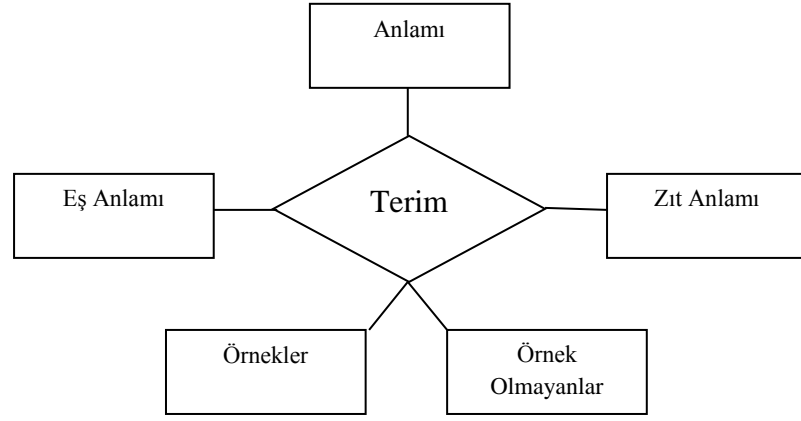 Anlamı
Eş Anlamı
Terim
Zıt Anlamı
Örnekler
Örnek
Olmayanlar